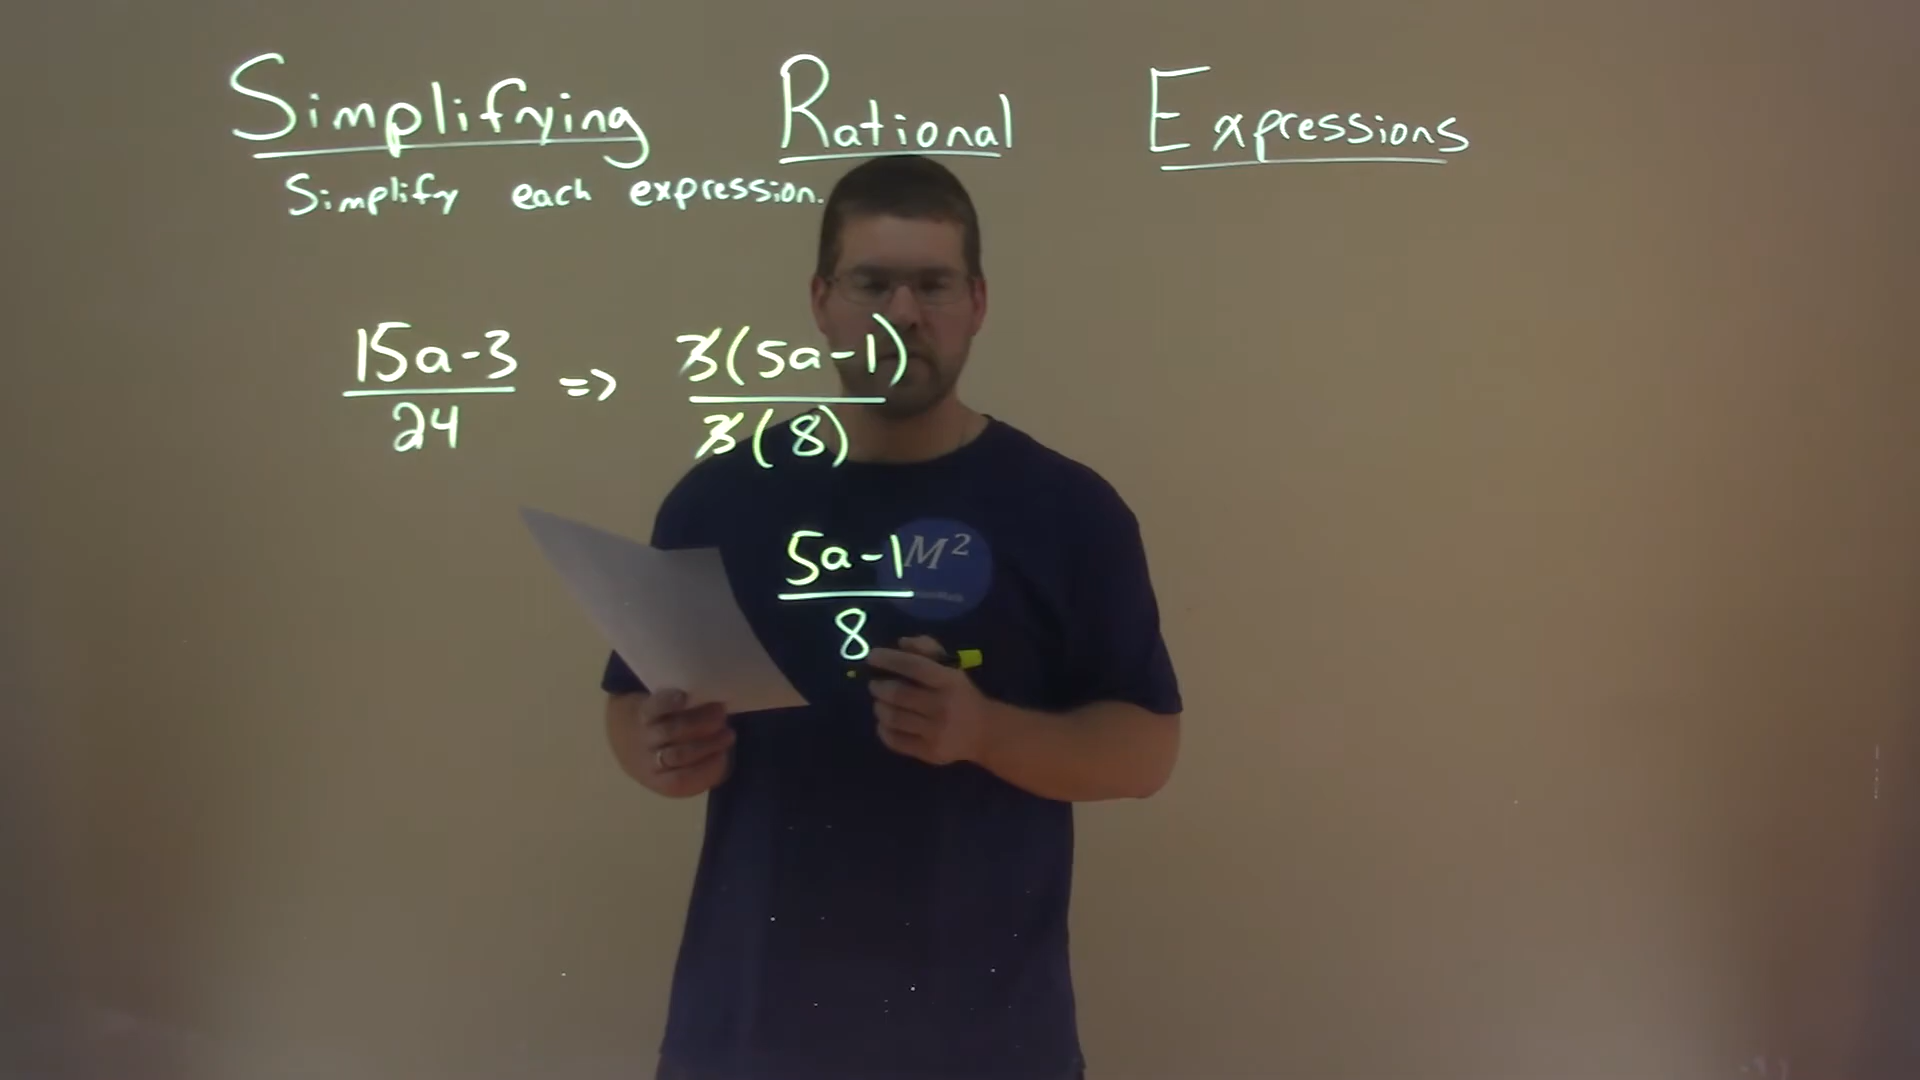 Simplifying Rational Expressions
Simplify each expression.
15a-3 => 3(5a-1)
24 3(8)
5a-1
8
M²